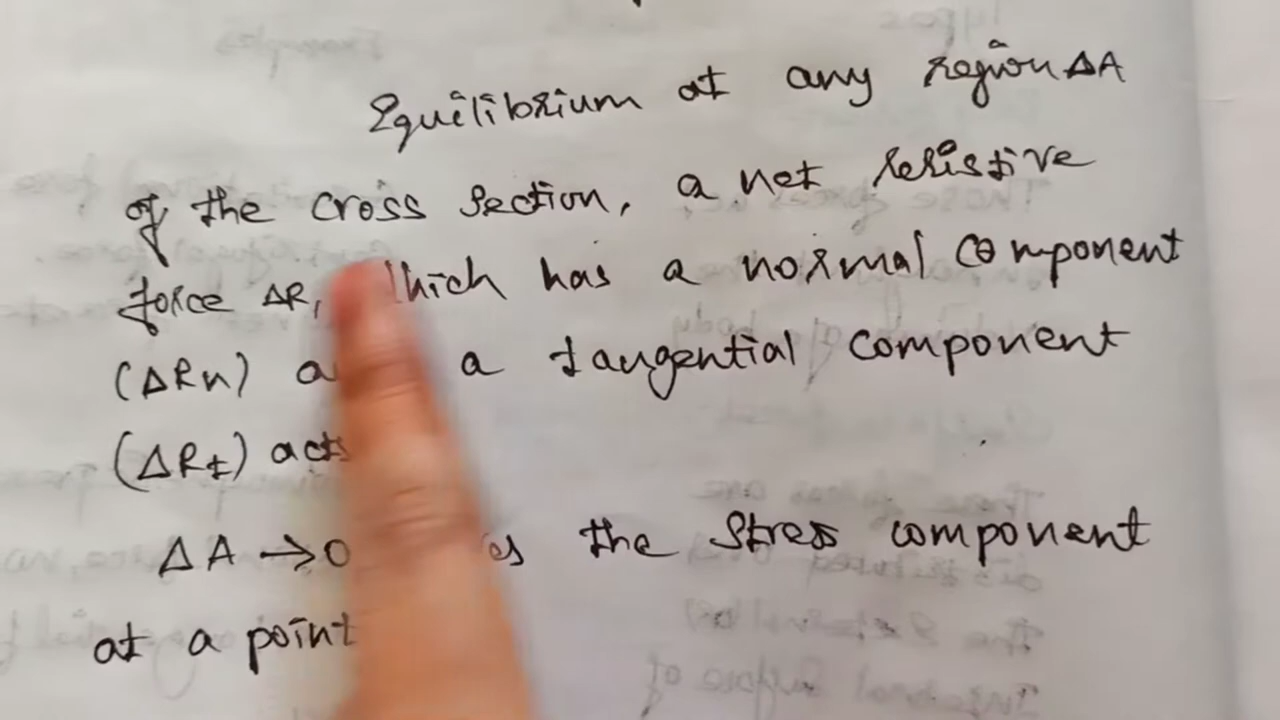 Equilibrium at any region ΔA
of the cross section, a net resistive
force ΔR, which has a normal component
(ΔRn) a tangential component
(ΔRt) acts
ΔA →0 the stress component
at a point